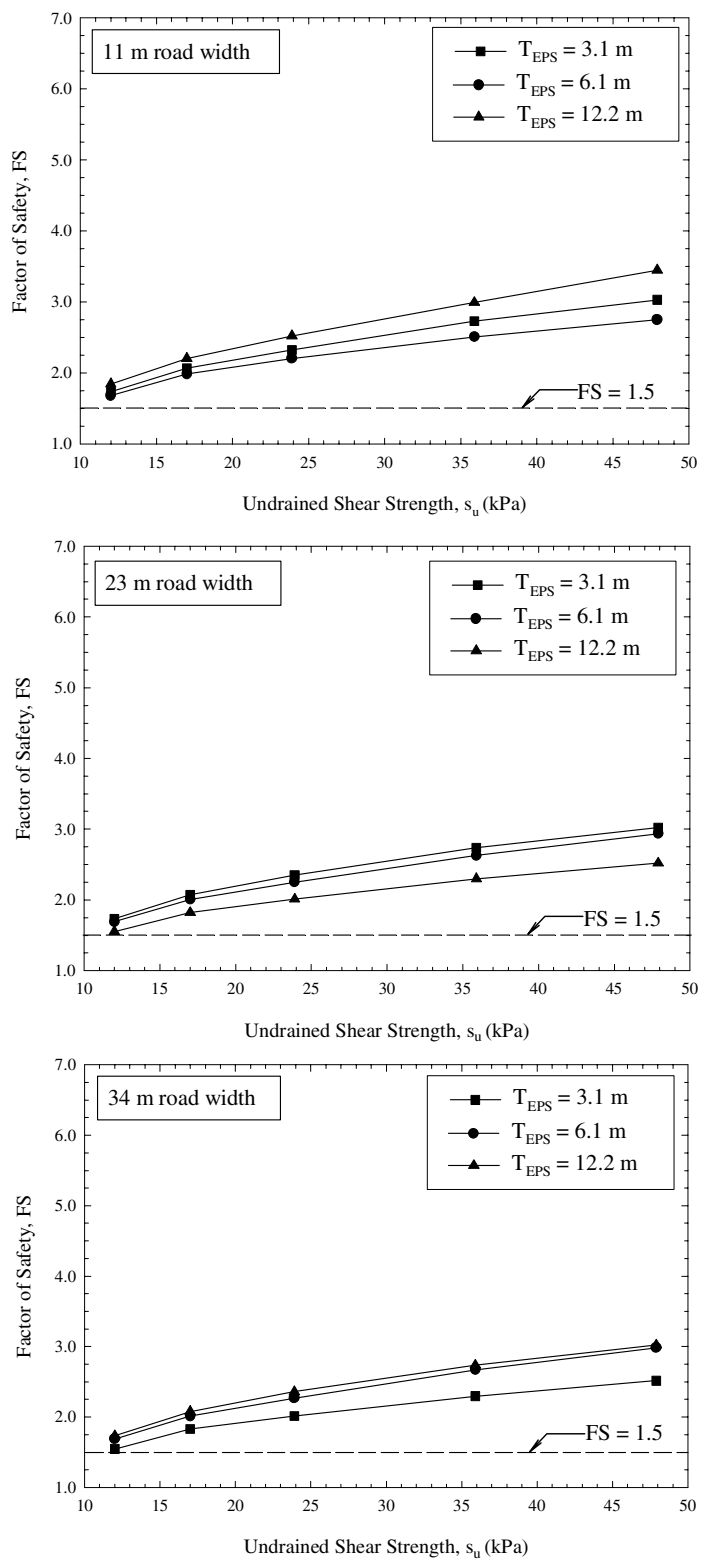 7.0
11 m road width
T_EPS = 3.1 m
T_EPS = 6.1 m
T_EPS = 12.2 m
6.0
5.0
4.0
3.0
2.0
1.0
Factor of Safety, FS
FS = 1.5
10 15 20 25 30 35 40 45 50
Undrained Shear Strength, s_u (kPa)
7.0
23 m road width
T_EPS = 3.1 m
T_EPS = 6.1 m
T_EPS = 12.2 m
6.0
5.0
4.0
3.0
2.0
1.0
Factor of Safety, FS
FS = 1.5
10 15 20 25 30 35 40 45 50
Undrained Shear Strength, s_u (kPa)
7.0
34 m road width
T_EPS = 3.1 m
T_EPS = 6.1 m
T_EPS = 12.2 m
6.0
5.0
4.0
3.0
2.0
1.0
Factor of Safety, FS
FS = 1.5
10 15 20 25 30 35 40 45 50
Undrained Shear Strength, s_u (kPa)